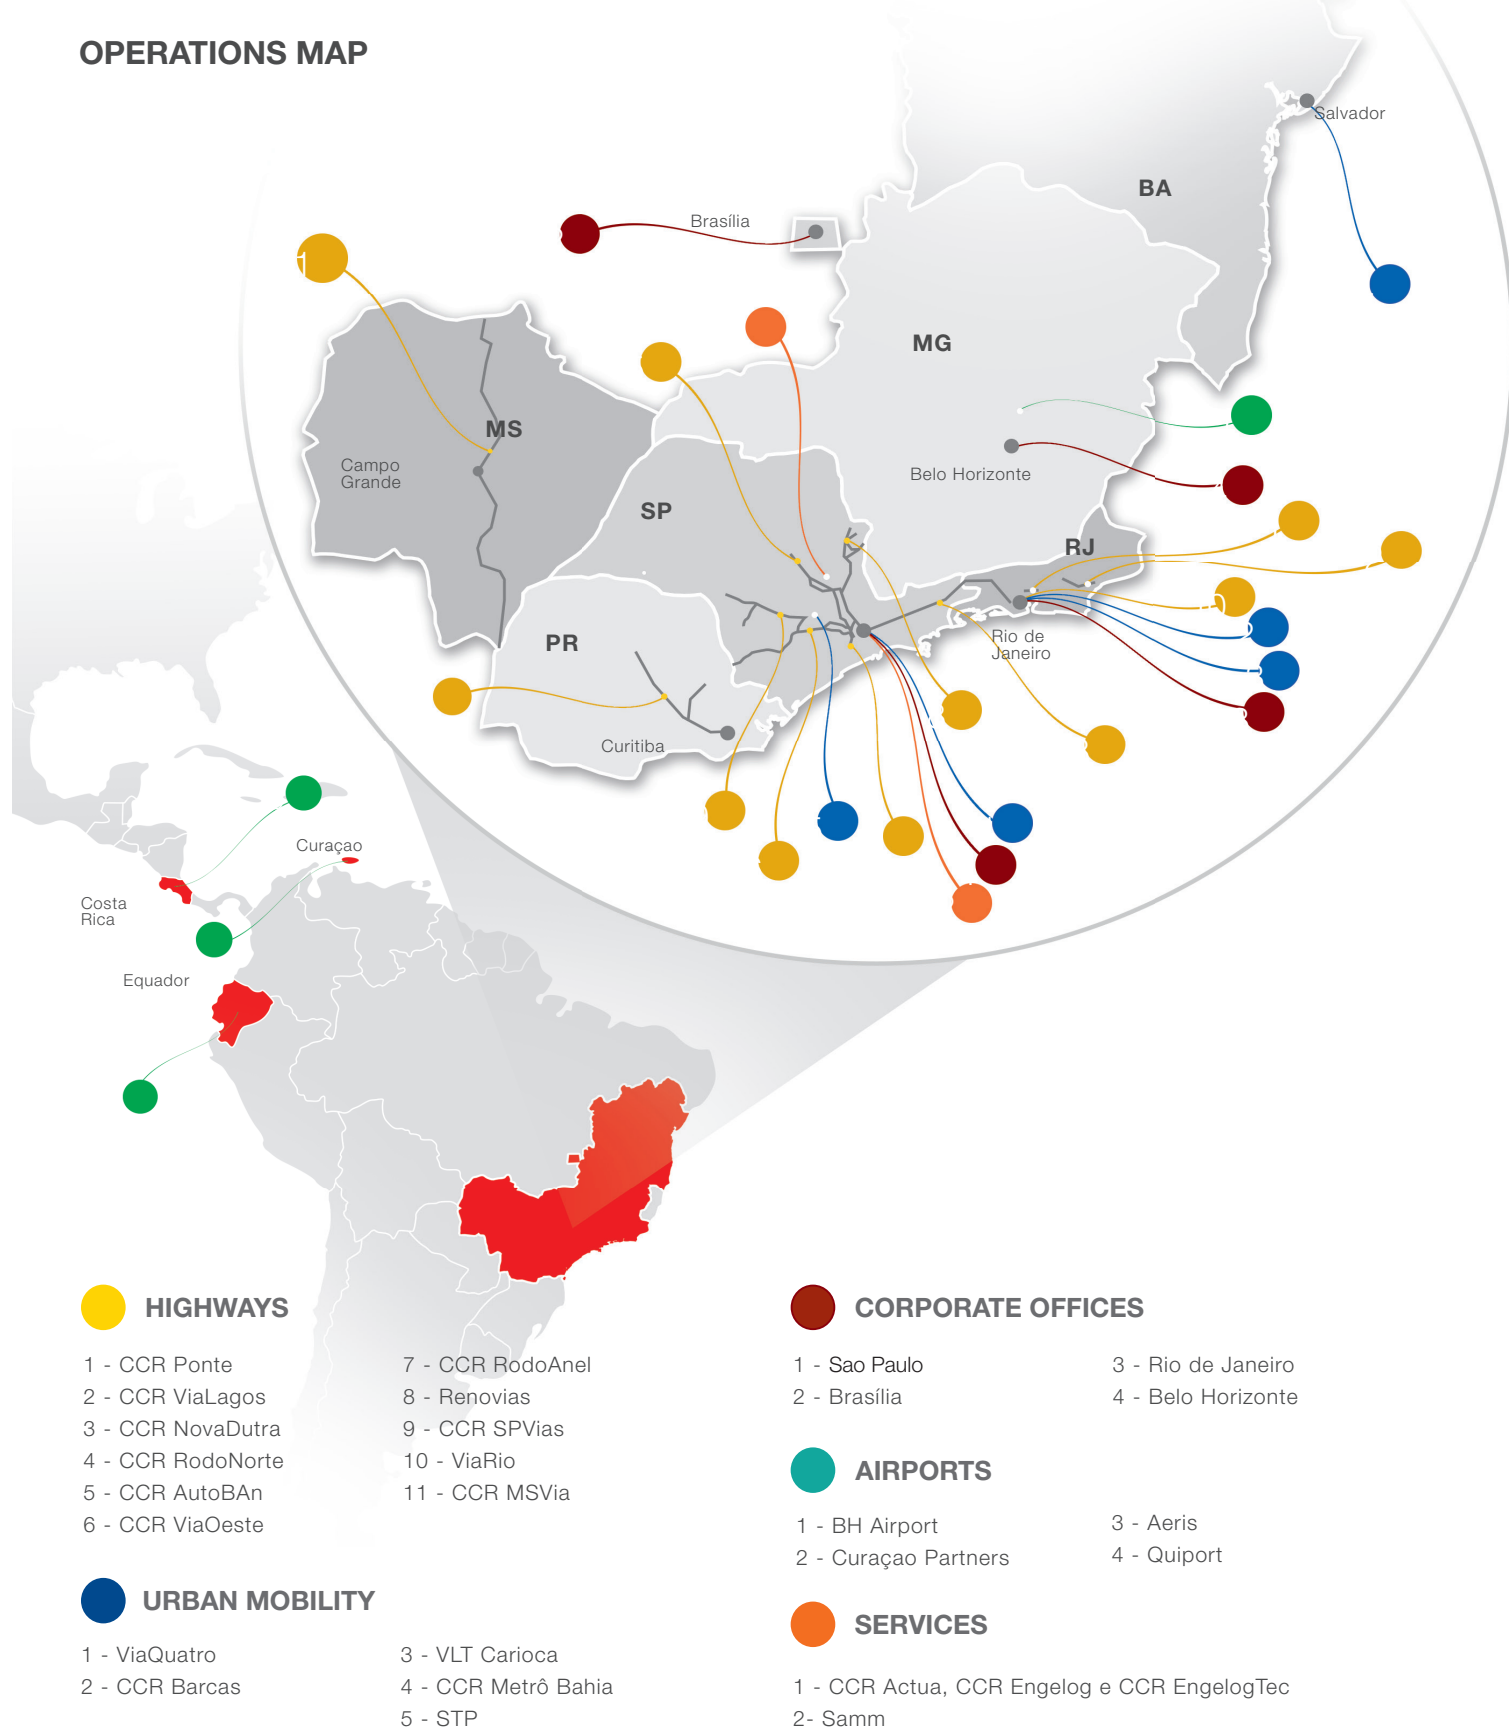 OPERATIONS MAP
Salvador
BA
Brasília
1
MG
MS
Campo
Grande
Belo Horizonte
SP
RJ
PR
Rio de
Janeiro
Curitiba
Curaçao
Costa
Rica
Equador
HIGHWAYS
1 - CCR Ponte
2 - CCR ViaLagos
3 - CCR NovaDutra
4 - CCR RodoNorte
5 - CCR AutoBAn
6 - CCR ViaOeste
7 - CCR RodoAnel
8 - Renovias
9 - CCR SPVias
10 - ViaRio
11 - CCR MSVia
URBAN MOBILITY
1 - ViaQuatro
2 - CCR Barcas
3 - VLT Carioca
4 - CCR Metrô Bahia
5 - STP
CORPORATE OFFICES
1 - Sao Paulo
2 - Brasília
3 - Rio de Janeiro
4 - Belo Horizonte
AIRPORTS
1 - BH Airport
2 - Curaçao Partners
3 - Aeris
4 - Quiport
SERVICES
1 - CCR Actua, CCR Engelog e CCR EngelogTec
2- Samm